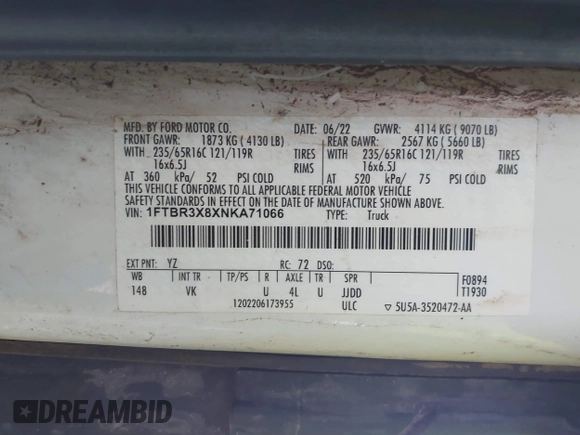 MFD. BY FORD MOTOR CO. DATE: 06/22 GVWR: 4114 KG ( 9070 LB)
FRONT GAWR: 1873 KG ( 4130 LB) REAR GAWR: 2567 KG ( 5660 LB)
WITH 235/65R16C 121/119R TIRES WITH 235/65R16C 121/119R TIRES
16x6.5J RIMS 16x6.5J RIMS
AT 360 kPa/ 52 PSI COLD AT 520 kPa/ 75 PSI COLD
THIS VEHICLE CONFORMS TO ALL APPLICABLE FEDERAL MOTOR VEHICLE
SAFETY STANDARDS IN EFFECT ON THE DATE OF MANUFACTURE SHOWN ABOVE.
VIN: 1FTBR3X8XNKA71066 TYPE: Truck
EXT PNT: YZ RC: 72 DSO: F0894
WB INT TR TP/PS R AXLE TR SPR T1930
14B VK U 4L U JJDD
1202206173955 ULC ▽ 5U5A-3520472-AA
DREAMBID